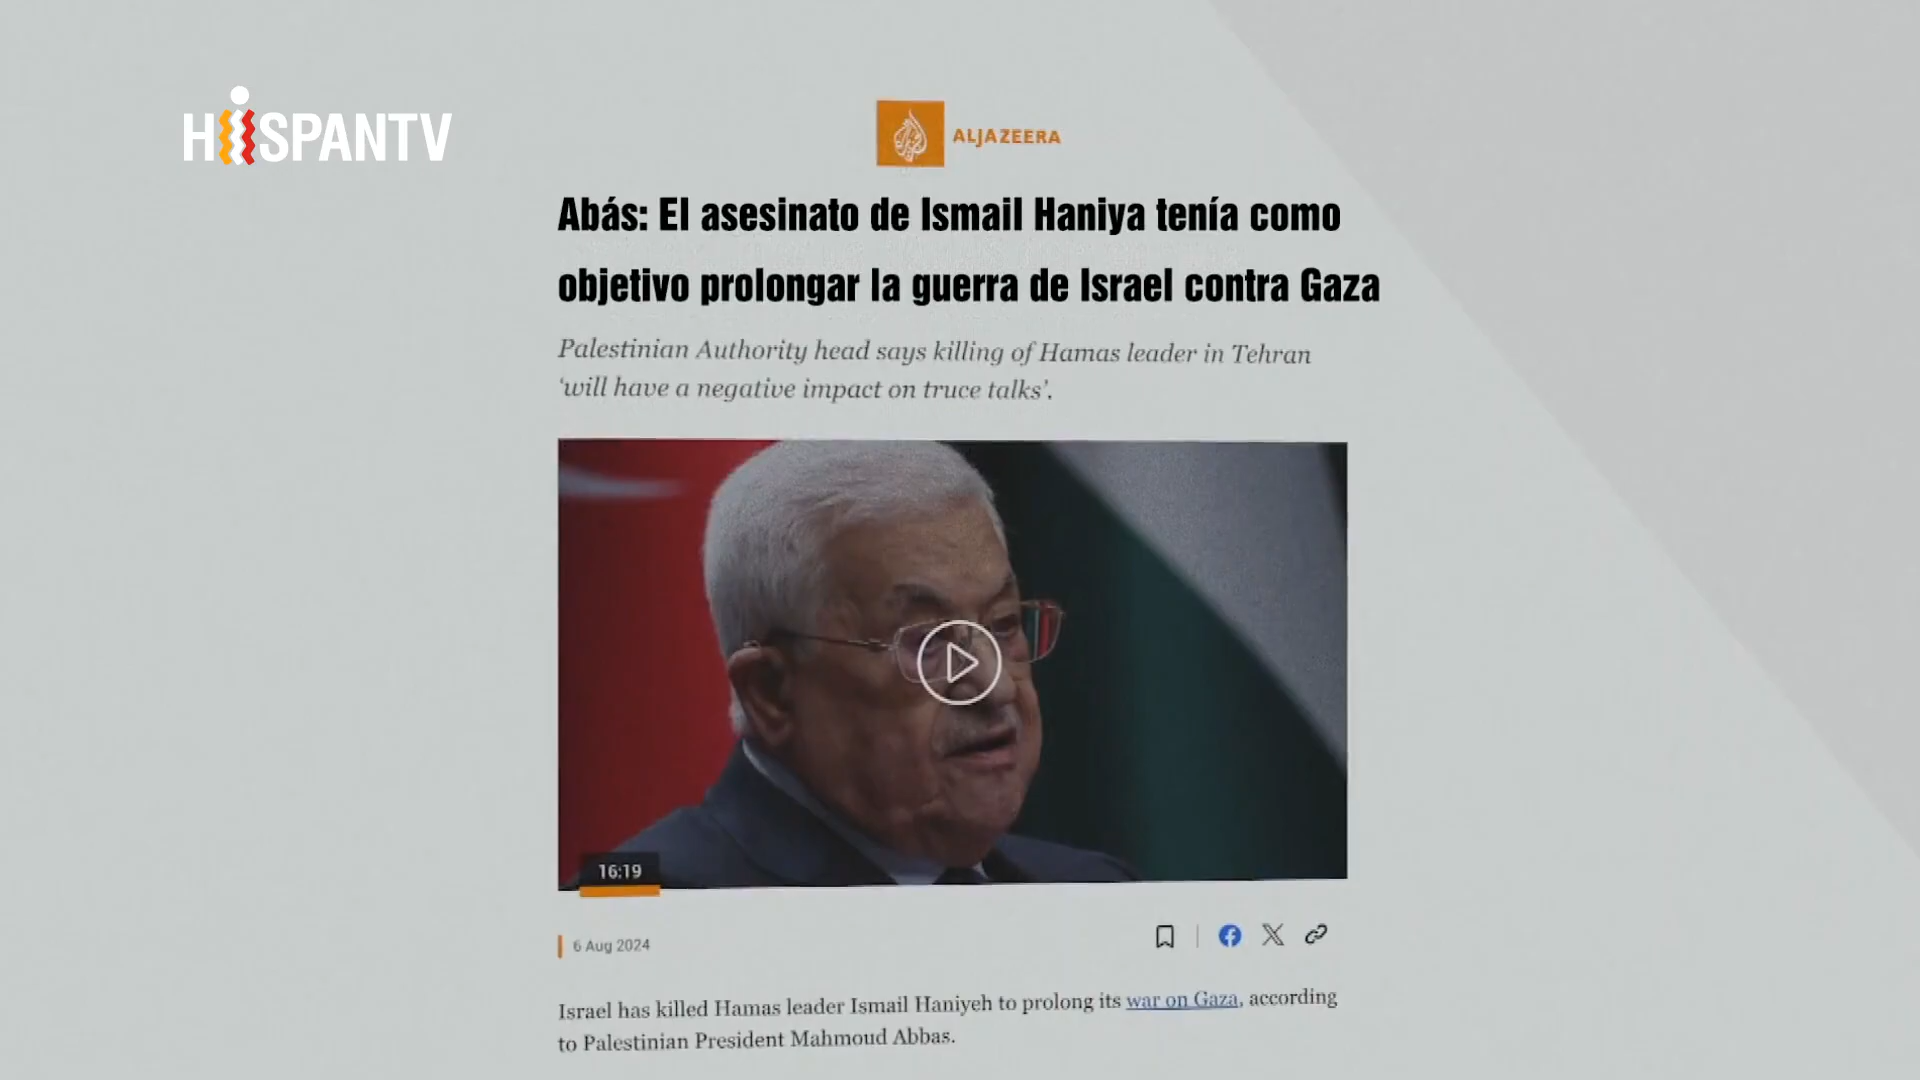 HISPANTV
ALJAZEERA
Abás: El asesinato de Ismail Haniya tenía como
objetivo prolongar la guerra de Israel contra Gaza
Palestinian Authority head says killing of Hamas leader in Tehran
‘will have a negative impact on truce talks’.
16:19
6 Aug 2024
Israel has killed Hamas leader Ismail Haniyeh to prolong its war on Gaza, according
to Palestinian President Mahmoud Abbas.